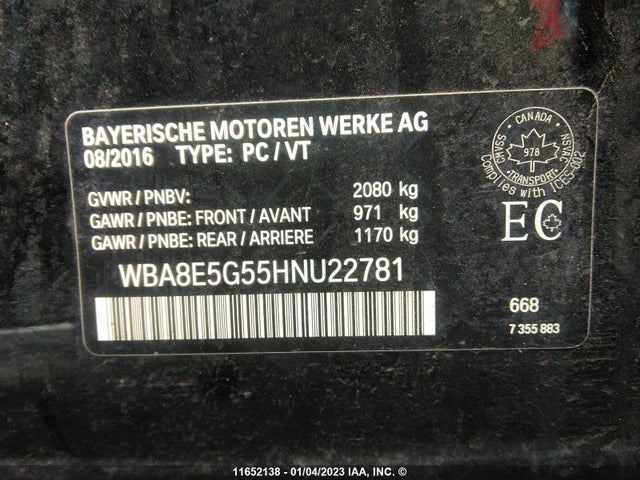 BAYERISCHE MOTOREN WERKE AG
08/2016 TYPE: PC / VT
GVWR / PNBV: 2080 kg
GAWR / PNBE: FRONT / AVANT 971 kg
GAWR / PNBE: REAR / ARRIERE 1170 kg
WBA8E5G55HNU22781
CANADA
CMVSS
NSVAC
978
TRANSPORT
Complies with ICES-002
EC
668
7 355 883
11652138 - 01/04/2023 IAA, INC. ©